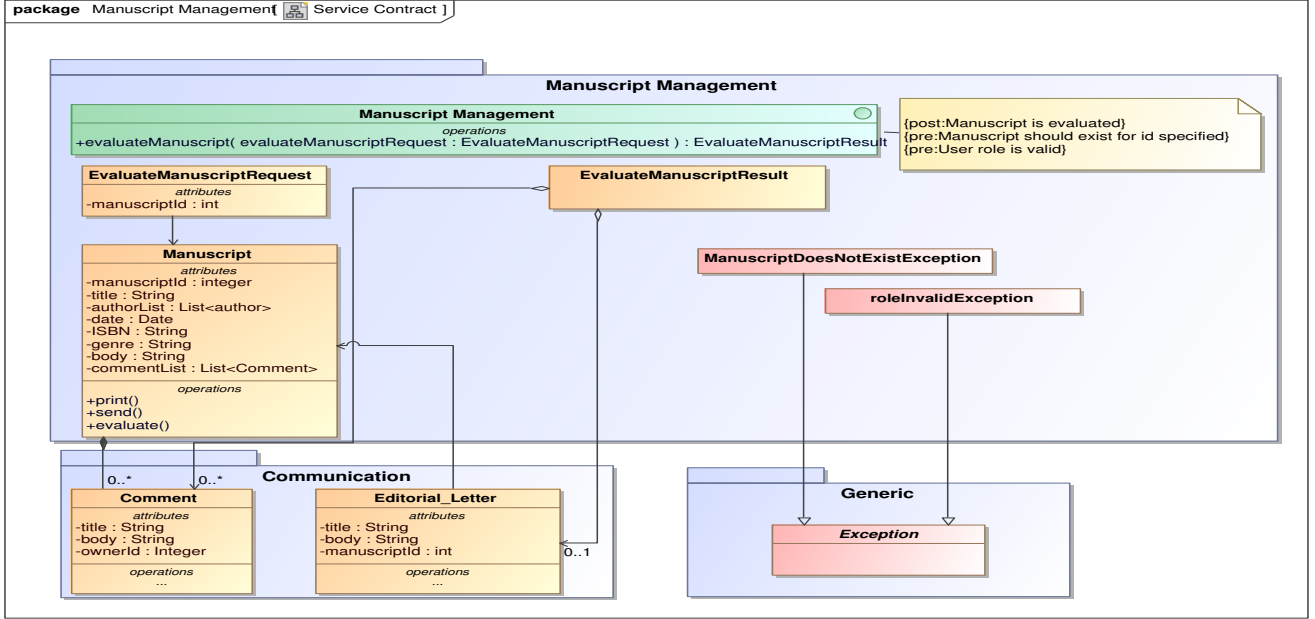 package Manuscript Management[ Service Contract ]
Manuscript Management
Manuscript Management
operations
+evaluateManuscript( evaluateManuscriptRequest : EvaluateManuscriptRequest ) : EvaluateManuscriptResult
{post:Manuscript is evaluated}
{pre:Manuscript should exist for id specified}
{pre:User role is valid}
EvaluateManuscriptRequest
attributes
-manuscriptId : int
EvaluateManuscriptResult
Manuscript
attributes
-manuscriptId : integer
-title : String
-authorList : List<author>
-date : Date
-ISBN : String
-genre : String
-body : String
-commentList : List<Comment>
operations
+print()
+send()
+evaluate()
ManuscriptDoesNotExistException
roleInvalidException
Communication
0..*
0..*
Comment
attributes
-title : String
-body : String
-ownerId : Integer
operations
...
Editorial_Letter
attributes
-title : String
-body : String
-manuscriptId : int
operations
...
0..1
Generic
Exception